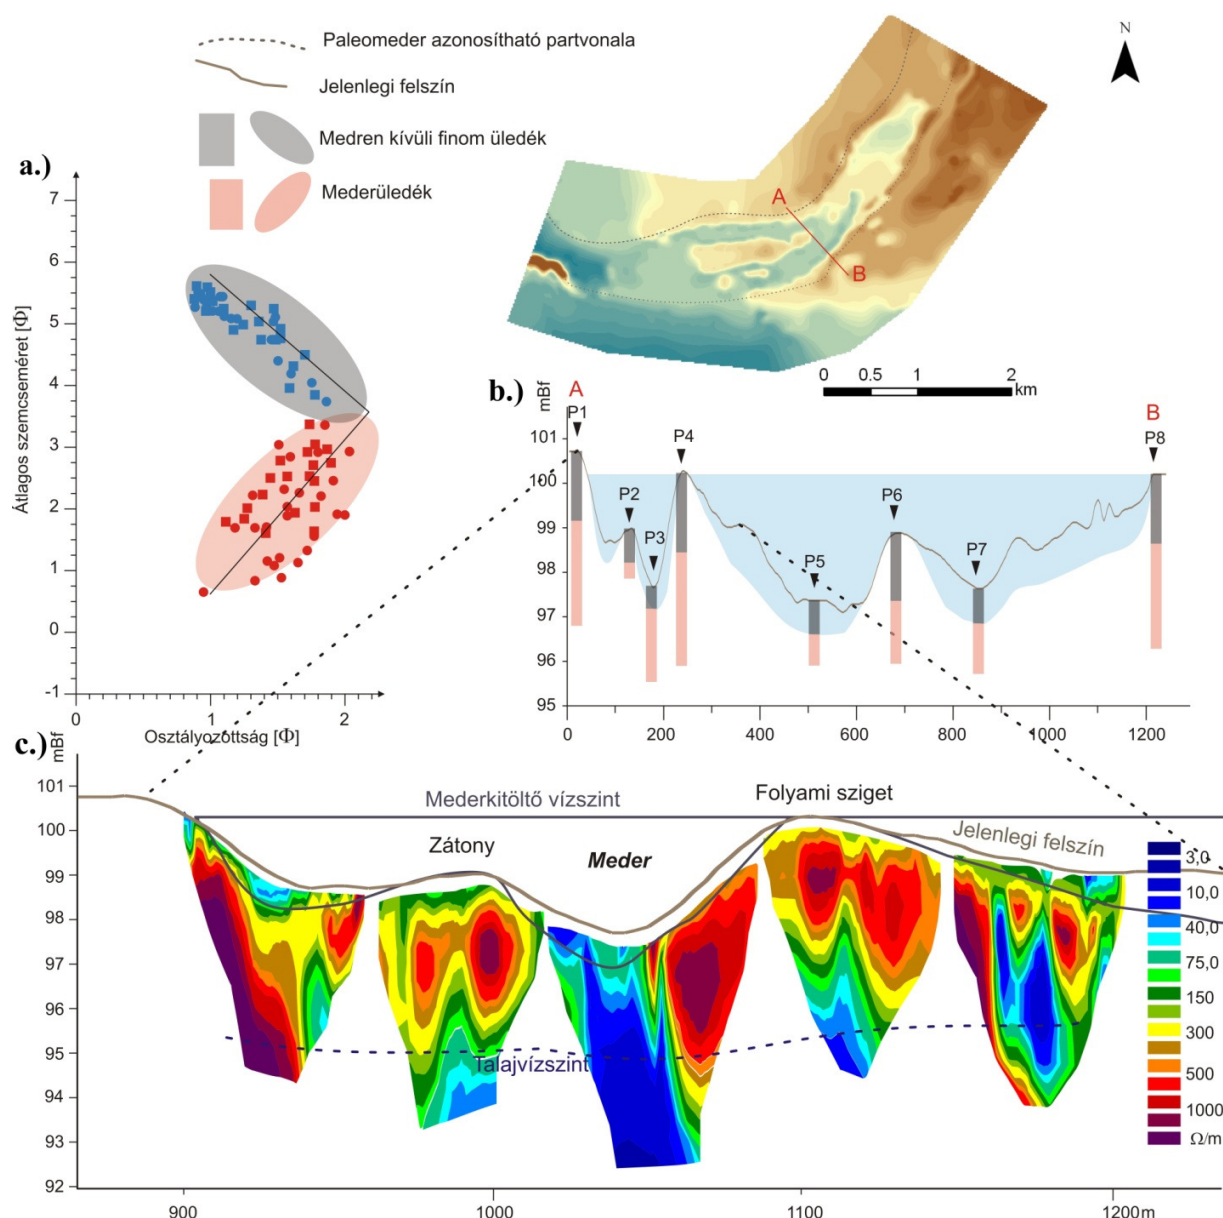 Paleomeder azonosítható partvonala
Jelenlegi felszín
Medren kívüli finom üledék
Mederüledék
N
A
B
0 0.5 1 2
km
a.)
7
6
5
4
3
2
1
0
-1
Átlagos szemcseméret [Φ]
0 1 2
Osztályozottság [Φ]
b.)
mBf
A
B
P1
P2
P3
P4
P5
P6
P7
P8
101
100
99
98
97
96
95
0 200 400 600 800 1000 1200
c.)
mBf
101
100
99
98
97
96
95
94
93
92
Mederkitöltő vízszint
Folyami sziget
Zátony
Meder
Jelenlegi felszín
Talajvízszint
3,0
10,0
40,0
75,0
150
300
500
1000
Ω/m
900 1000 1100 1200m